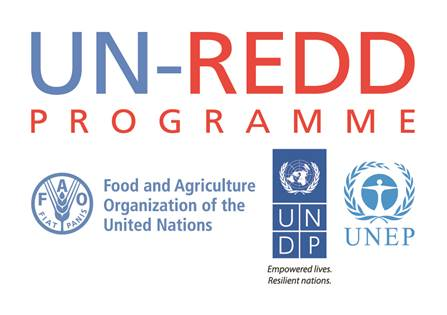 UN-REDD
PROGRAMME
F A O
FIAT PANIS
Food and Agriculture
Organization of the
United Nations
U N
D P
Empowered lives.
Resilient nations.
UNEP